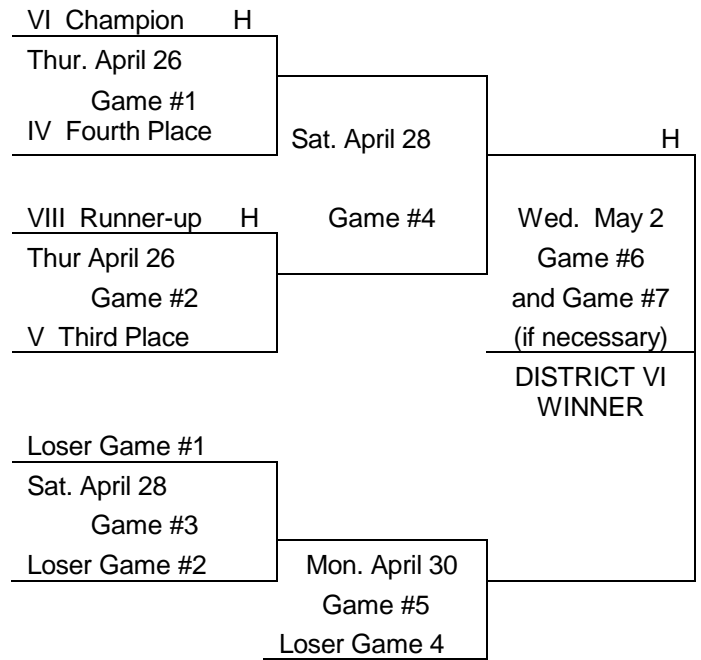 VI Champion H
Thur. April 26
Game #1
IV Fourth Place
Sat. April 28
H
VIII Runner-up H
Game #4
Wed. May 2
Thur April 26
Game #6
Game #2
and Game #7
V Third Place
(if necessary)
DISTRICT VI
WINNER
Loser Game #1
Sat. April 28
Game #3
Loser Game #2
Mon. April 30
Game #5
Loser Game 4